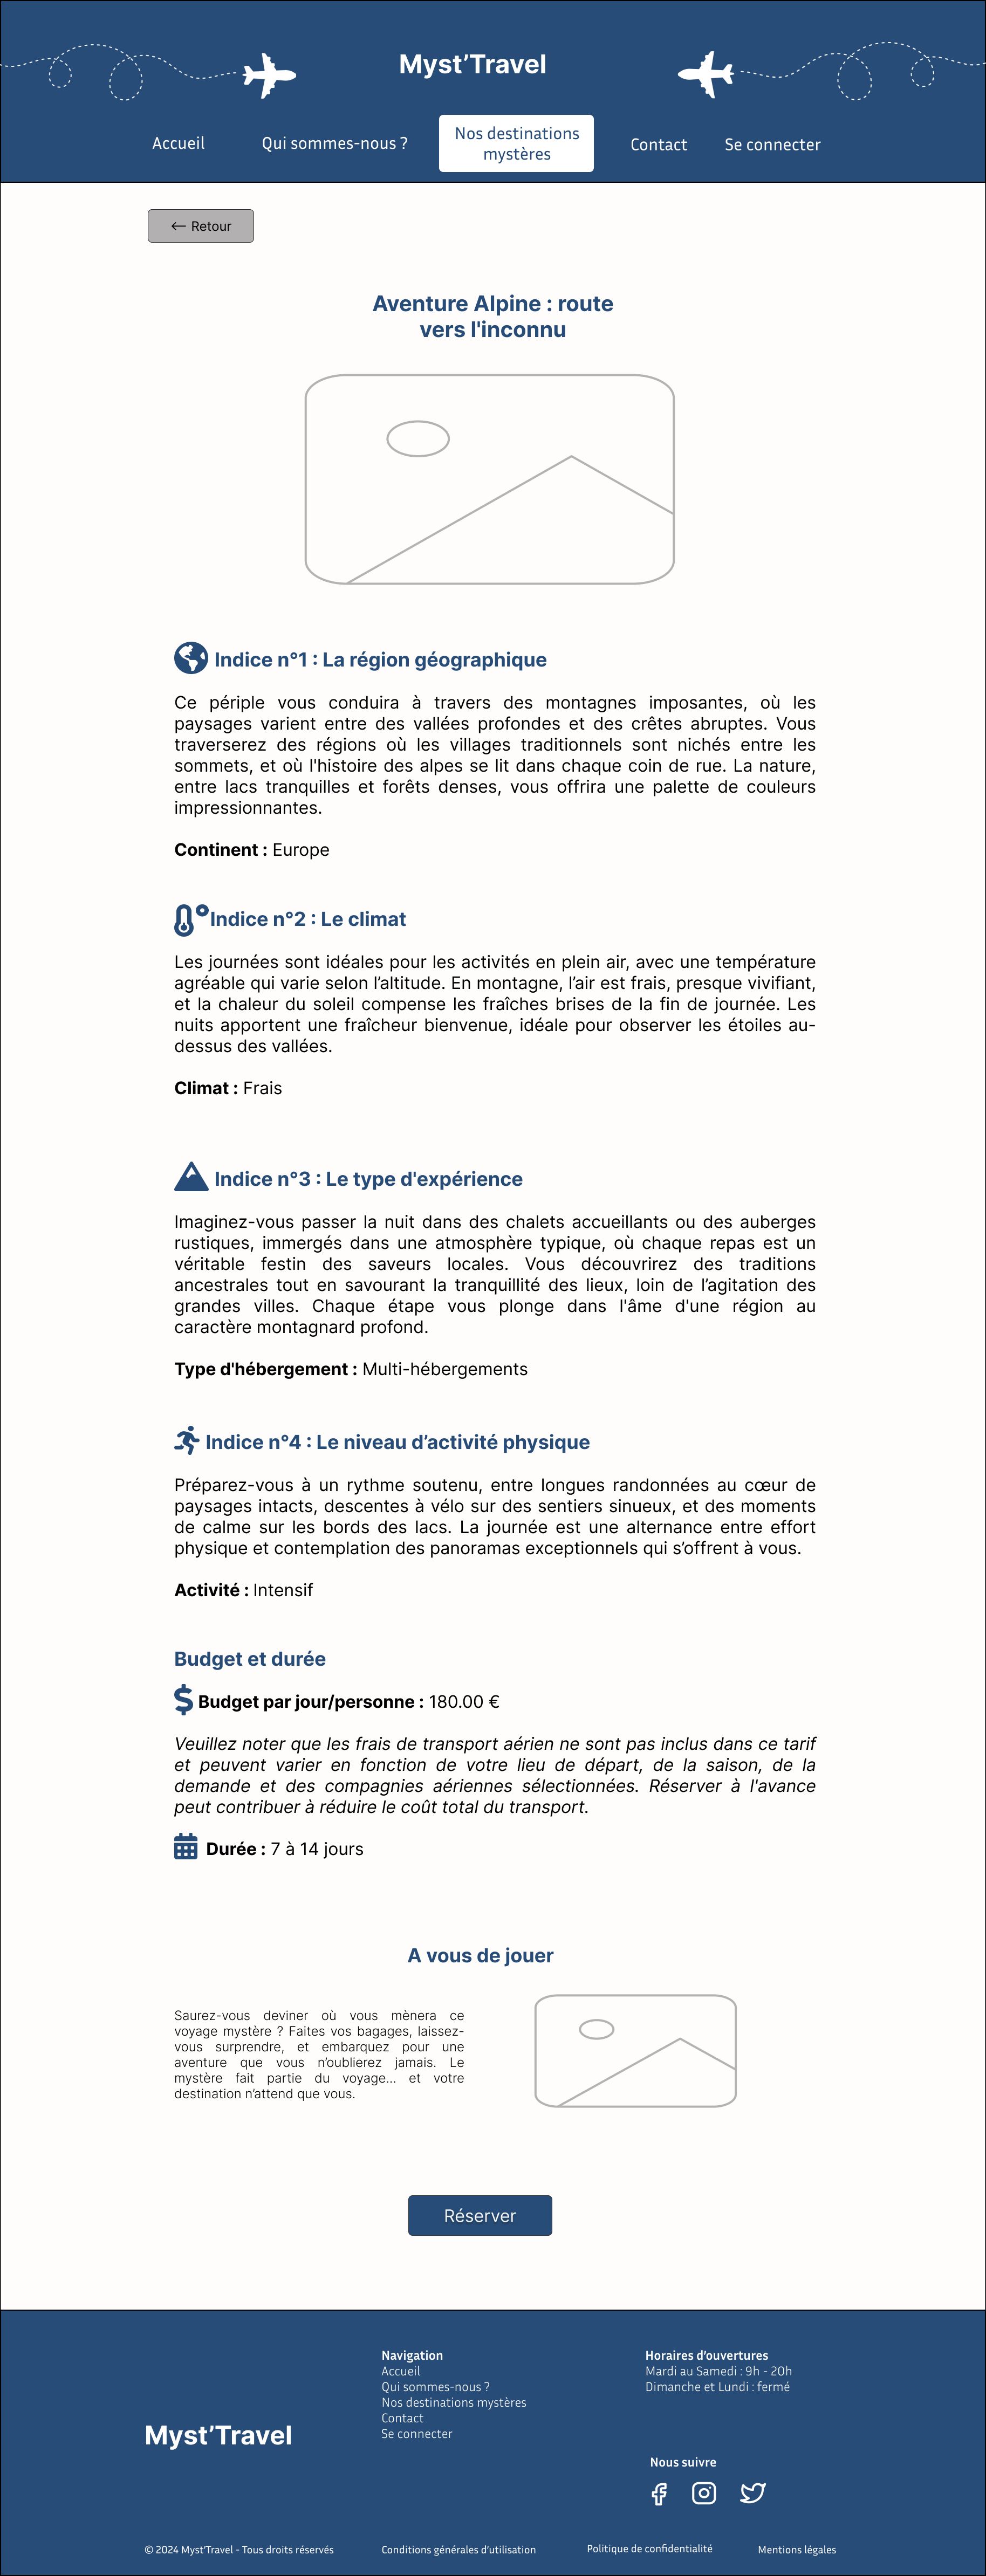 Myst’Travel
Accueil
Qui sommes-nous ?
Nos destinations
mystères
Contact
Se connecter
← Retour
Aventure Alpine : route
vers l'inconnu
Indice n°1 : La région géographique
Ce périple vous conduira à travers des montagnes imposantes, où les
paysages varient entre des vallées profondes et des crêtes abruptes. Vous
traverserez des régions où les villages traditionnels sont nichés entre les
sommets, et où l'histoire des alpes se lit dans chaque coin de rue. La nature,
entre lacs tranquilles et forêts denses, vous offrira une palette de couleurs
impressionnantes.
Continent : Europe
Indice n°2 : Le climat
Les journées sont idéales pour les activités en plein air, avec une température
agréable qui varie selon l’altitude. En montagne, l’air est frais, presque vivifiant,
et la chaleur du soleil compense les fraîches brises de la fin de journée. Les
nuits apportent une fraîcheur bienvenue, idéale pour observer les étoiles au-
dessus des vallées.
Climat : Frais
Indice n°3 : Le type d'expérience
Imaginez-vous passer la nuit dans des chalets accueillants ou des auberges
rustiques, immergés dans une atmosphère typique, où chaque repas est un
véritable festin des saveurs locales. Vous découvrirez des traditions
ancestrales tout en savourant la tranquillité des lieux, loin de l’agitation des
grandes villes. Chaque étape vous plonge dans l'âme d'une région au
caractère montagnard profond.
Type d'hébergement : Multi-hébergements
Indice n°4 : Le niveau d’activité physique
Préparez-vous à un rythme soutenu, entre longues randonnées au cœur de
paysages intacts, descentes à vélo sur des sentiers sinueux, et des moments
de calme sur les bords des lacs. La journée est une alternance entre effort
physique et contemplation des panoramas exceptionnels qui s’offrent à vous.
Activité : Intensif
Budget et durée
Budget par jour/personne : 180.00 €
Veuillez noter que les frais de transport aérien ne sont pas inclus dans ce tarif
et peuvent varier en fonction de votre lieu de départ, de la saison, de la
demande et des compagnies aériennes sélectionnées. Réserver à l'avance
peut contribuer à réduire le coût total du transport.
Durée : 7 à 14 jours
A vous de jouer
Saurez-vous deviner où vous mènera ce
voyage mystère ? Faites vos bagages, laissez-
vous surprendre, et embarquez pour une
aventure que vous n’oublierez jamais. Le
mystère fait partie du voyage... et votre
destination n’attend que vous.
Réserver
Myst’Travel
Navigation
Accueil
Qui sommes-nous ?
Nos destinations mystères
Contact
Se connecter
Horaires d’ouvertures
Mardi au Samedi : 9h - 20h
Dimanche et Lundi : fermé
Nous suivre
© 2024 Myst’Travel - Tous droits réservés
Conditions générales d’utilisation
Politique de confidentialité
Mentions légales